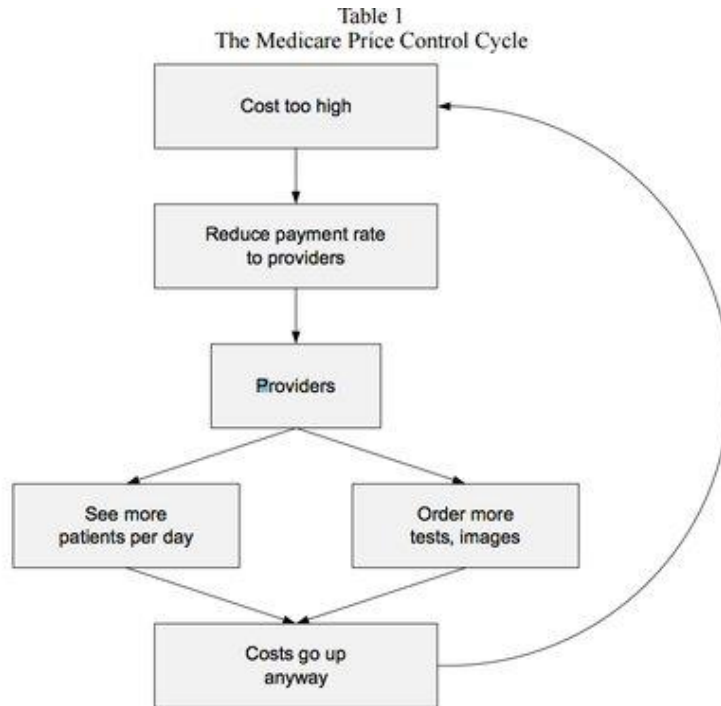 Table 1
The Medicare Price Control Cycle
Cost too high
Reduce payment rate
to providers
Providers
See more
patients per day
Order more
tests, images
Costs go up
anyway